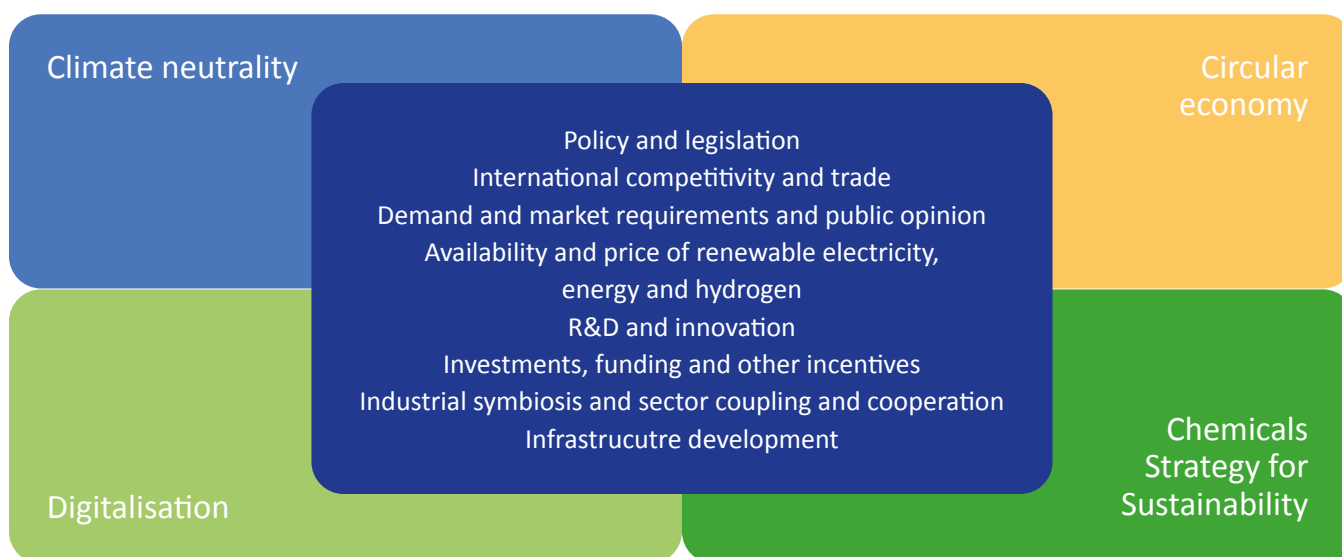 Climate neutrality
Circular
economy
Policy and legislation
International competitivity and trade
Demand and market requirements and public opinion
Availability and price of renewable electricity,
energy and hydrogen
R&D and innovation
Investments, funding and other incentives
Industrial symbiosis and sector coupling and cooperation
Infrastrucutre development
Digitalisation
Chemicals
Strategy for
Sustainability